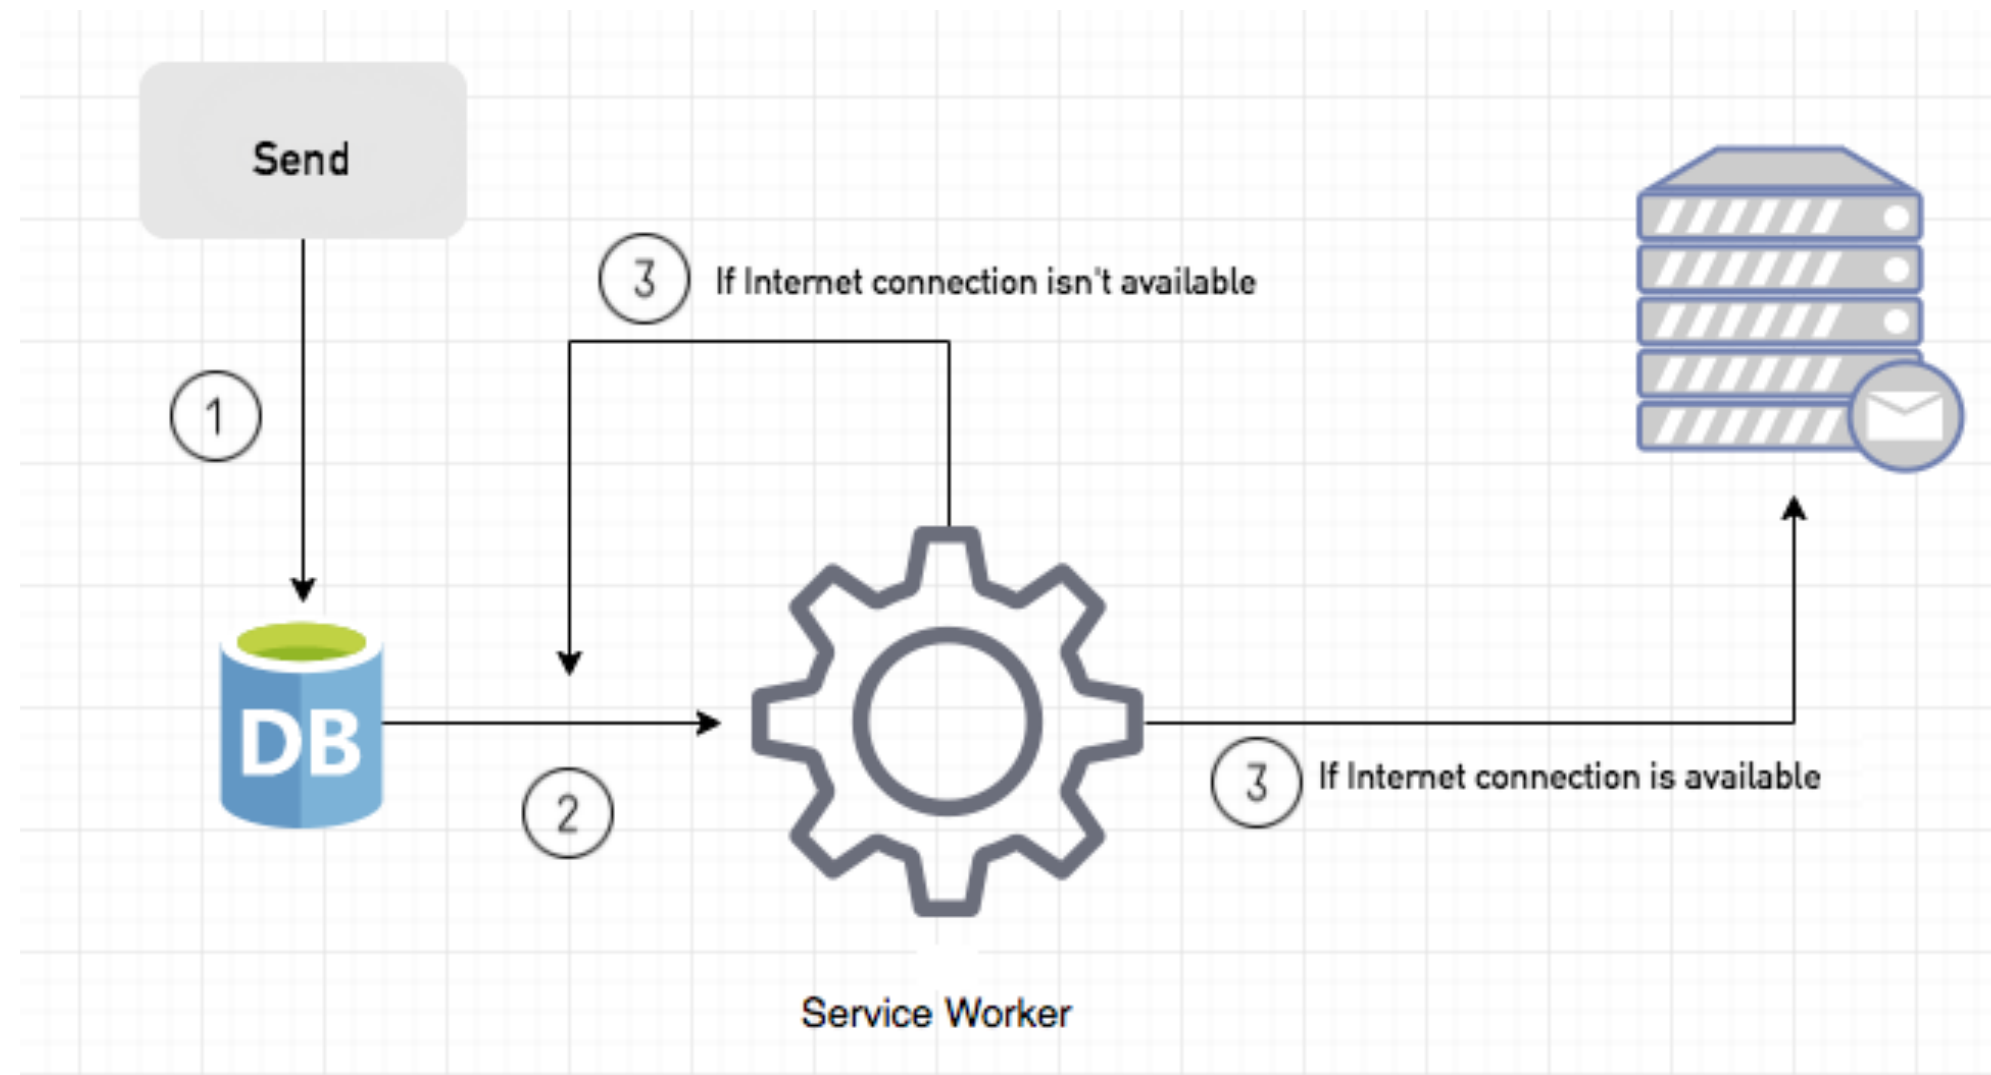 Send
3
If Internet connection isn't available
1
DB
2
3
If Internet connection is available
Service Worker